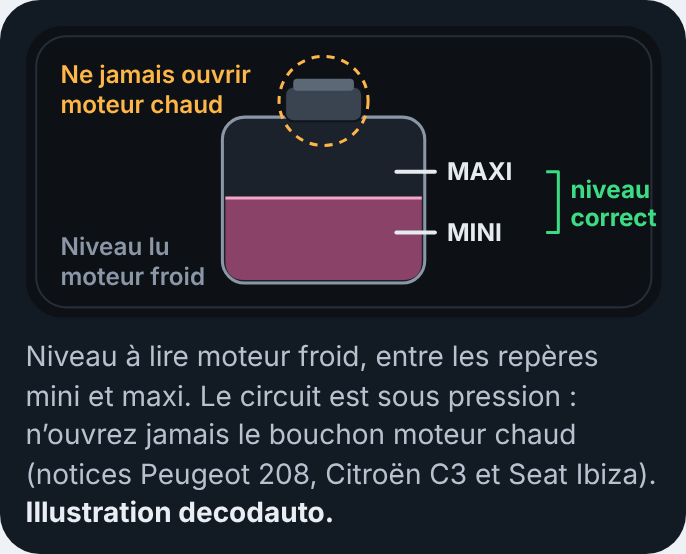 Ne jamais ouvrir
moteur chaud
MAXI
niveau
correct
MINI
Niveau lu
moteur froid
Niveau à lire moteur froid, entre les repères
mini et maxi. Le circuit est sous pression :
n’ouvrez jamais le bouchon moteur chaud
(notices Peugeot 208, Citroën C3 et Seat Ibiza).
Illustration decodauto.